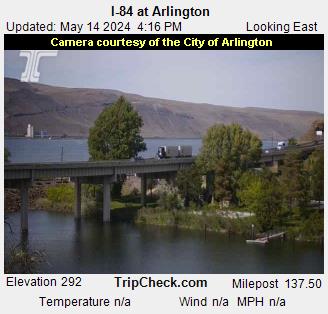 I-84 at Arlington
Updated: May 14 2024 4:16 PM Looking East
Camera courtesy of the City of Arlington
Elevation 292 TripCheck.com Milepost 137.50
Temperature n/a Wind n/a MPH n/a